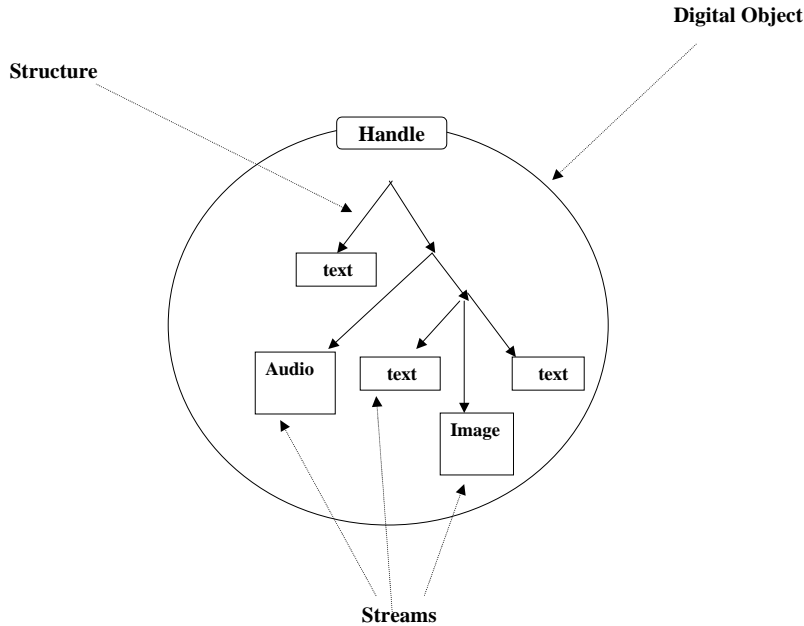 Digital Object
Structure
Handle
text
Audio
text
text
Image
Streams